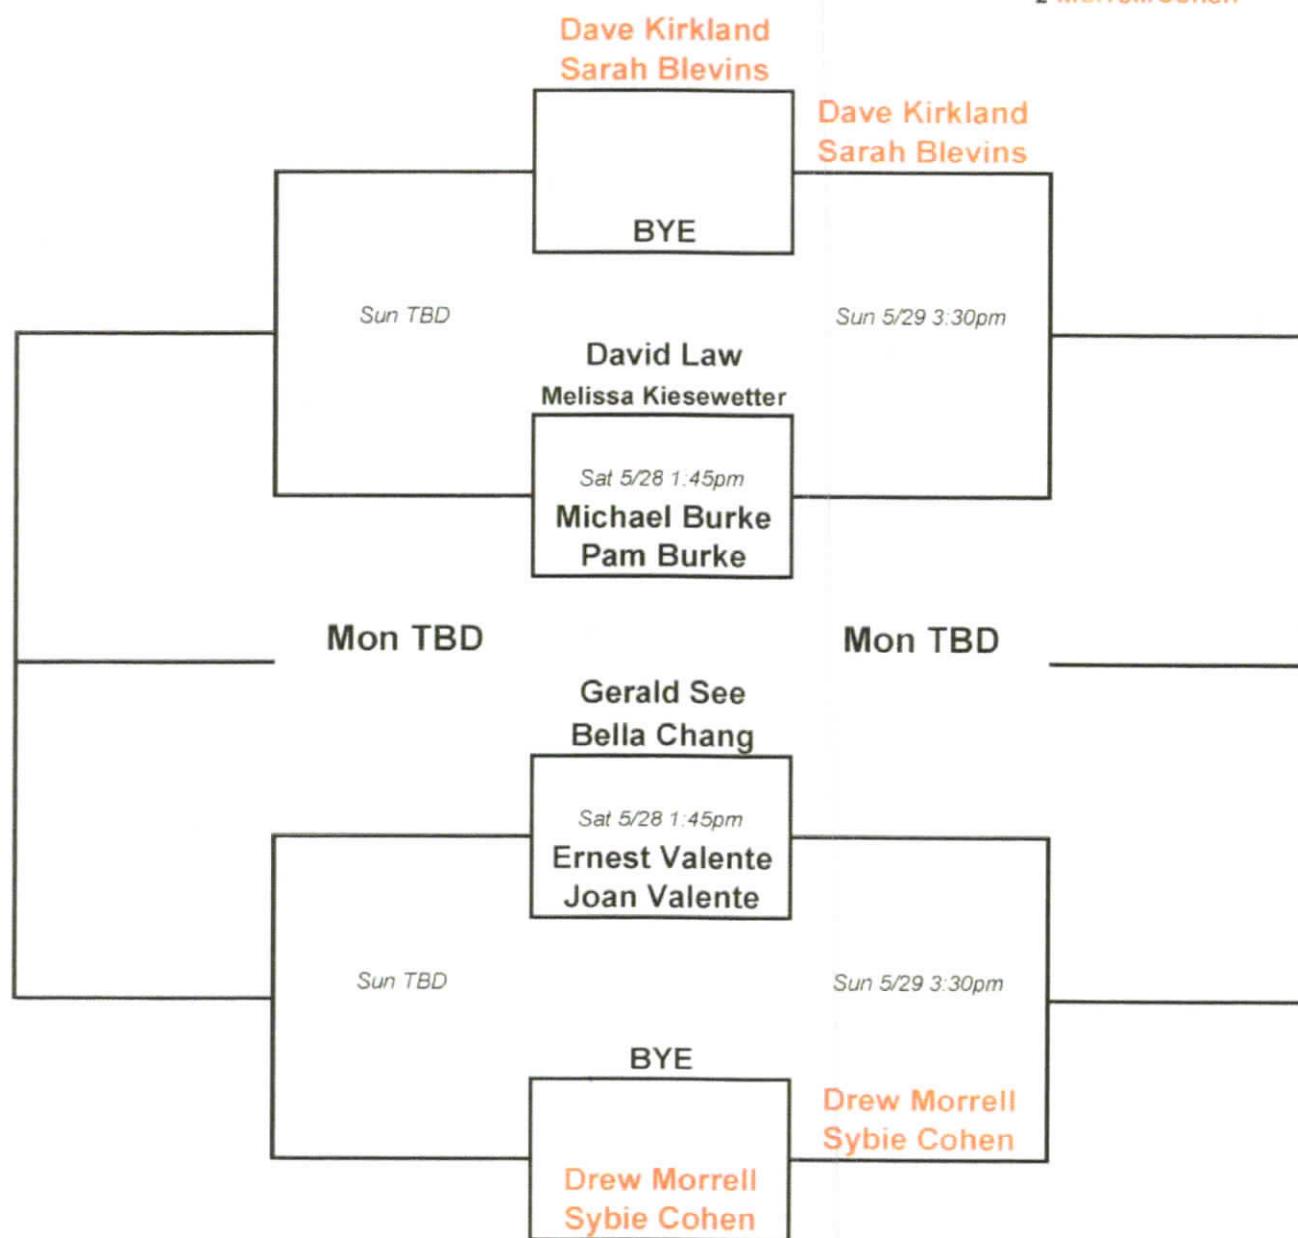 Dave Kirkland
Sarah Blevins
Dave Kirkland
Sarah Blevins
BYE
Sun TBD
Sun 5/29 3:30pm
David Law
Melissa Kiesewetter
Sat 5/28 1:45pm
Michael Burke
Pam Burke
Mon TBD
Mon TBD
Gerald See
Bella Chang
Sat 5/28 1:45pm
Ernest Valente
Joan Valente
Sun TBD
Sun 5/29 3:30pm
BYE
Drew Morrell
Sybie Cohen
Drew Morrell
Sybie Cohen